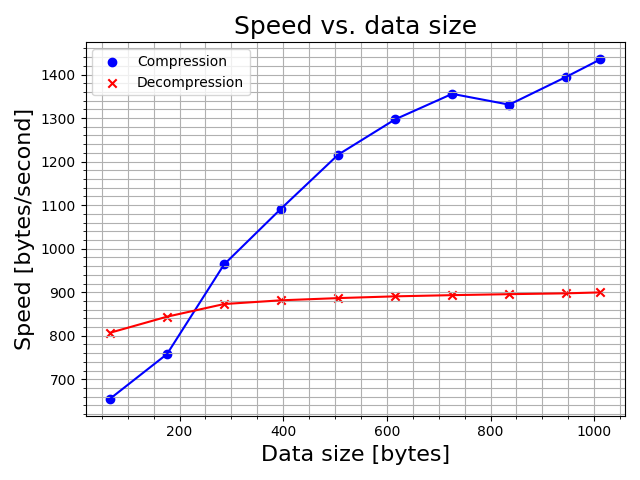 Speed vs. data size
Compression
Decompression
Speed [bytes/second]
1400
1300
1200
1100
1000
900
800
700
200 400 600 800 1000
Data size [bytes]